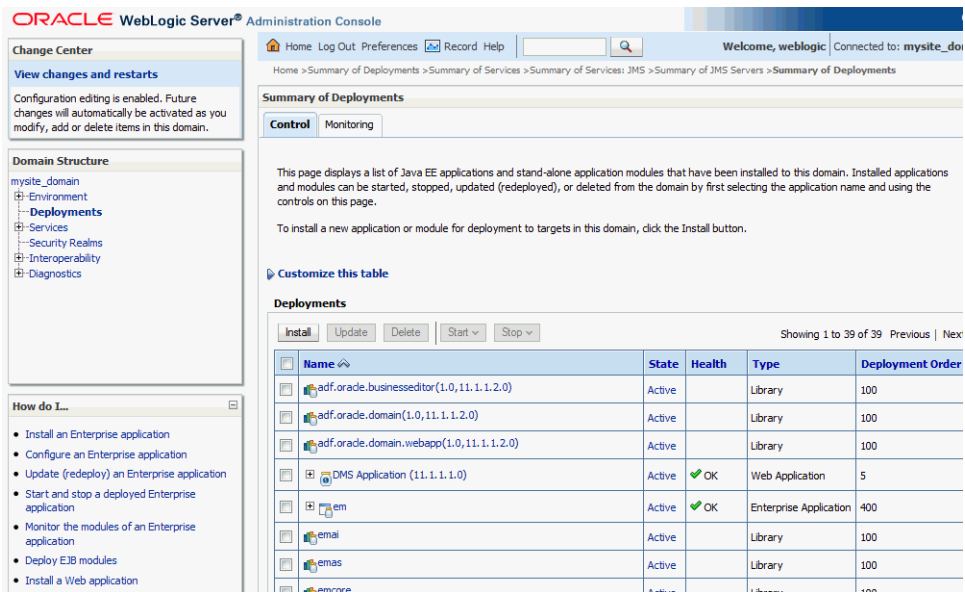 ORACLE WebLogic Server® Administration Console
Change Center
View changes and restarts
Configuration editing is enabled. Future
changes will automatically be activated as you
modify, add or delete items in this domain.
Domain Structure
mysite_domain
Environment
Deployments
Services
Security Realms
Interoperability
Diagnostics
How do I...
Install an Enterprise application
Configure an Enterprise application
Update (redeploy) an Enterprise application
Start and stop a deployed Enterprise
application
Monitor the modules of an Enterprise
application
Deploy EJB modules
Install a Web application
Home Log Out Preferences Record Help
Welcome, weblogic Connected to: mysite_do
Home >Summary of Deployments >Summary of Services >Summary of Services: JMS >Summary of JMS Servers >Summary of Deployments
Summary of Deployments
Control Monitoring
This page displays a list of Java EE applications and stand-alone application modules that have been installed to this domain. Installed applications
and modules can be started, stopped, updated (redeployed), or deleted from the domain by first selecting the application name and using the
controls on this page.
To install a new application or module for deployment to targets in this domain, click the Install button.
Customize this table
Deployments
Install Update Delete Start Stop Showing 1 to 39 of 39 Previous | Next
Name State Health Type Deployment Order
adf.oracle.businesseditor(1.0,11.1.1.2.0) Active Library 100
adf.oracle.domain(1.0,11.1.1.2.0) Active Library 100
adf.oracle.domain.webapp(1.0,11.1.1.2.0) Active Library 100
DMS Application (11.1.1.1.0) Active OK Web Application 5
em Active OK Enterprise Application 400
emai Active Library 100
emas Active Library 100
emcore Active Library 100